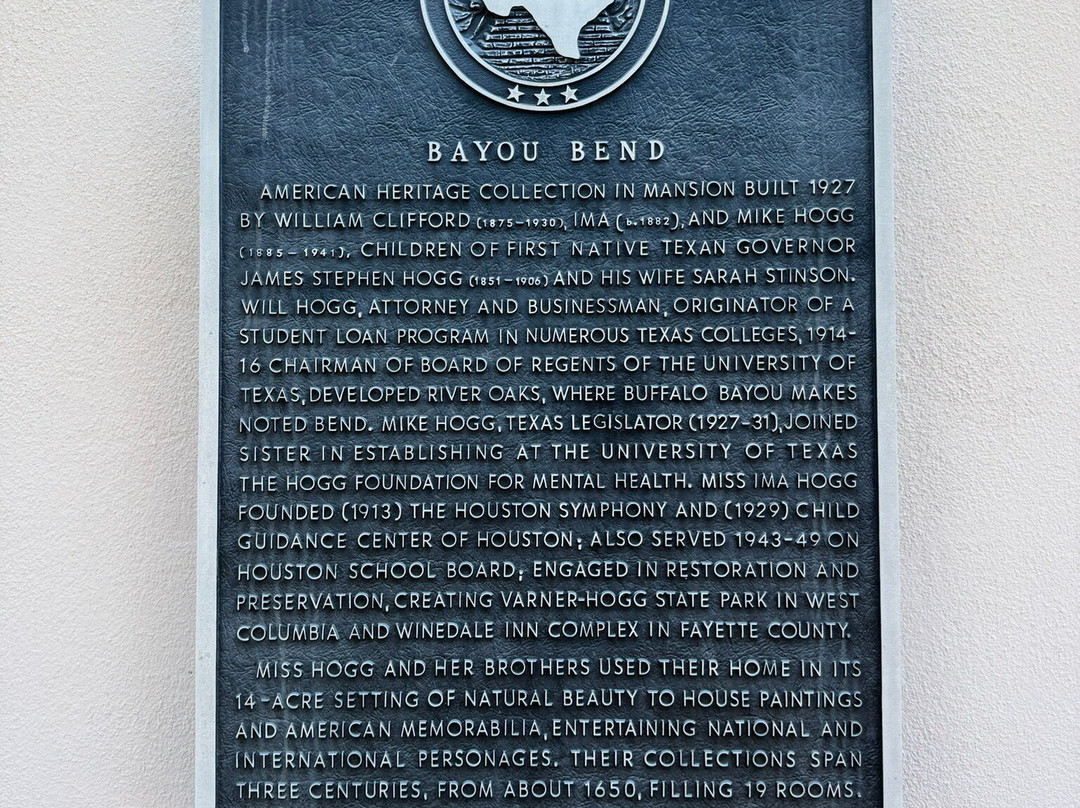 BAYOU BEND
AMERICAN HERITAGE COLLECTION IN MANSION BUILT 1927
BY WILLIAM CLIFFORD (1875-1930), IMA (b.1882), AND MIKE HOGG
(1885-1941), CHILDREN OF FIRST NATIVE TEXAN GOVERNOR
JAMES STEPHEN HOGG (1851-1906) AND HIS WIFE SARAH STINSON.
WILL HOGG, ATTORNEY AND BUSINESSMAN, ORIGINATOR OF A
STUDENT LOAN PROGRAM IN NUMEROUS TEXAS COLLEGES, 1914-
16 CHAIRMAN OF BOARD OF REGENTS OF THE UNIVERSITY OF
TEXAS, DEVELOPED RIVER OAKS, WHERE BUFFALO BAYOU MAKES
NOTED BEND. MIKE HOGG, TEXAS LEGISLATOR (1927-31), JOINED
SISTER IN ESTABLISHING AT THE UNIVERSITY OF TEXAS
THE HOGG FOUNDATION FOR MENTAL HEALTH. MISS IMA HOGG
FOUNDED (1913) THE HOUSTON SYMPHONY AND (1929) CHILD
GUIDANCE CENTER OF HOUSTON; ALSO SERVED 1943-49 ON
HOUSTON SCHOOL BOARD; ENGAGED IN RESTORATION AND
PRESERVATION, CREATING VARNER-HOGG STATE PARK IN WEST
COLUMBIA AND WINEDALE INN COMPLEX IN FAYETTE COUNTY.
MISS HOGG AND HER BROTHERS USED THEIR HOME IN ITS
14-ACRE SETTING OF NATURAL BEAUTY TO HOUSE PAINTINGS
AND AMERICAN MEMORABILIA, ENTERTAINING NATIONAL AND
INTERNATIONAL PERSONAGES. THEIR COLLECTIONS SPAN
THREE CENTURIES, FROM ABOUT 1650, FILLING 19 ROOMS.